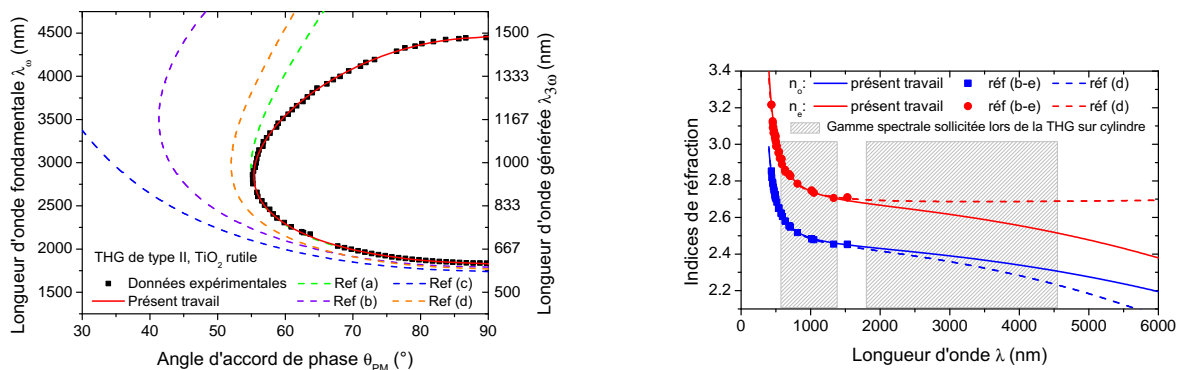 Longueur d'onde fondamentale λω (nm)
4500
4000
3500
3000
2500
2000
1500
THG de type II, TiO2 rutile
Données expérimentales
Ref (a)
Ref (c)
Présent travail
Ref (b)
Ref (d)
30
40
50
60
70
80
90
Angle d'accord de phase θPM (°)
1500
1333
1167
1000
833
667
500
Longueur d'onde générée λ3ω (nm)
Indices de réfraction
3.4
3.2
3.0
2.8
2.6
2.4
2.2
no: présent travail réf (b-e) réf (d)
ne: présent travail réf (b-e) réf (d)
Gamme spectrale sollicitée lors de la THG sur cylindre
0
1000
2000
3000
4000
5000
6000
Longueur d'onde λ (nm)